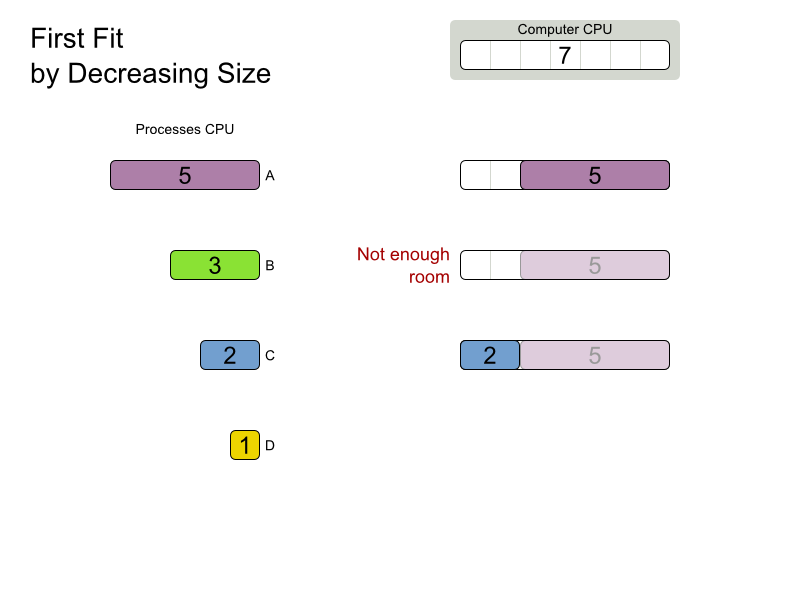 First Fit
by Decreasing Size
Computer CPU
7
Processes CPU
5 A
5
3 B
Not enough
room
5
2 C
2 5
1 D